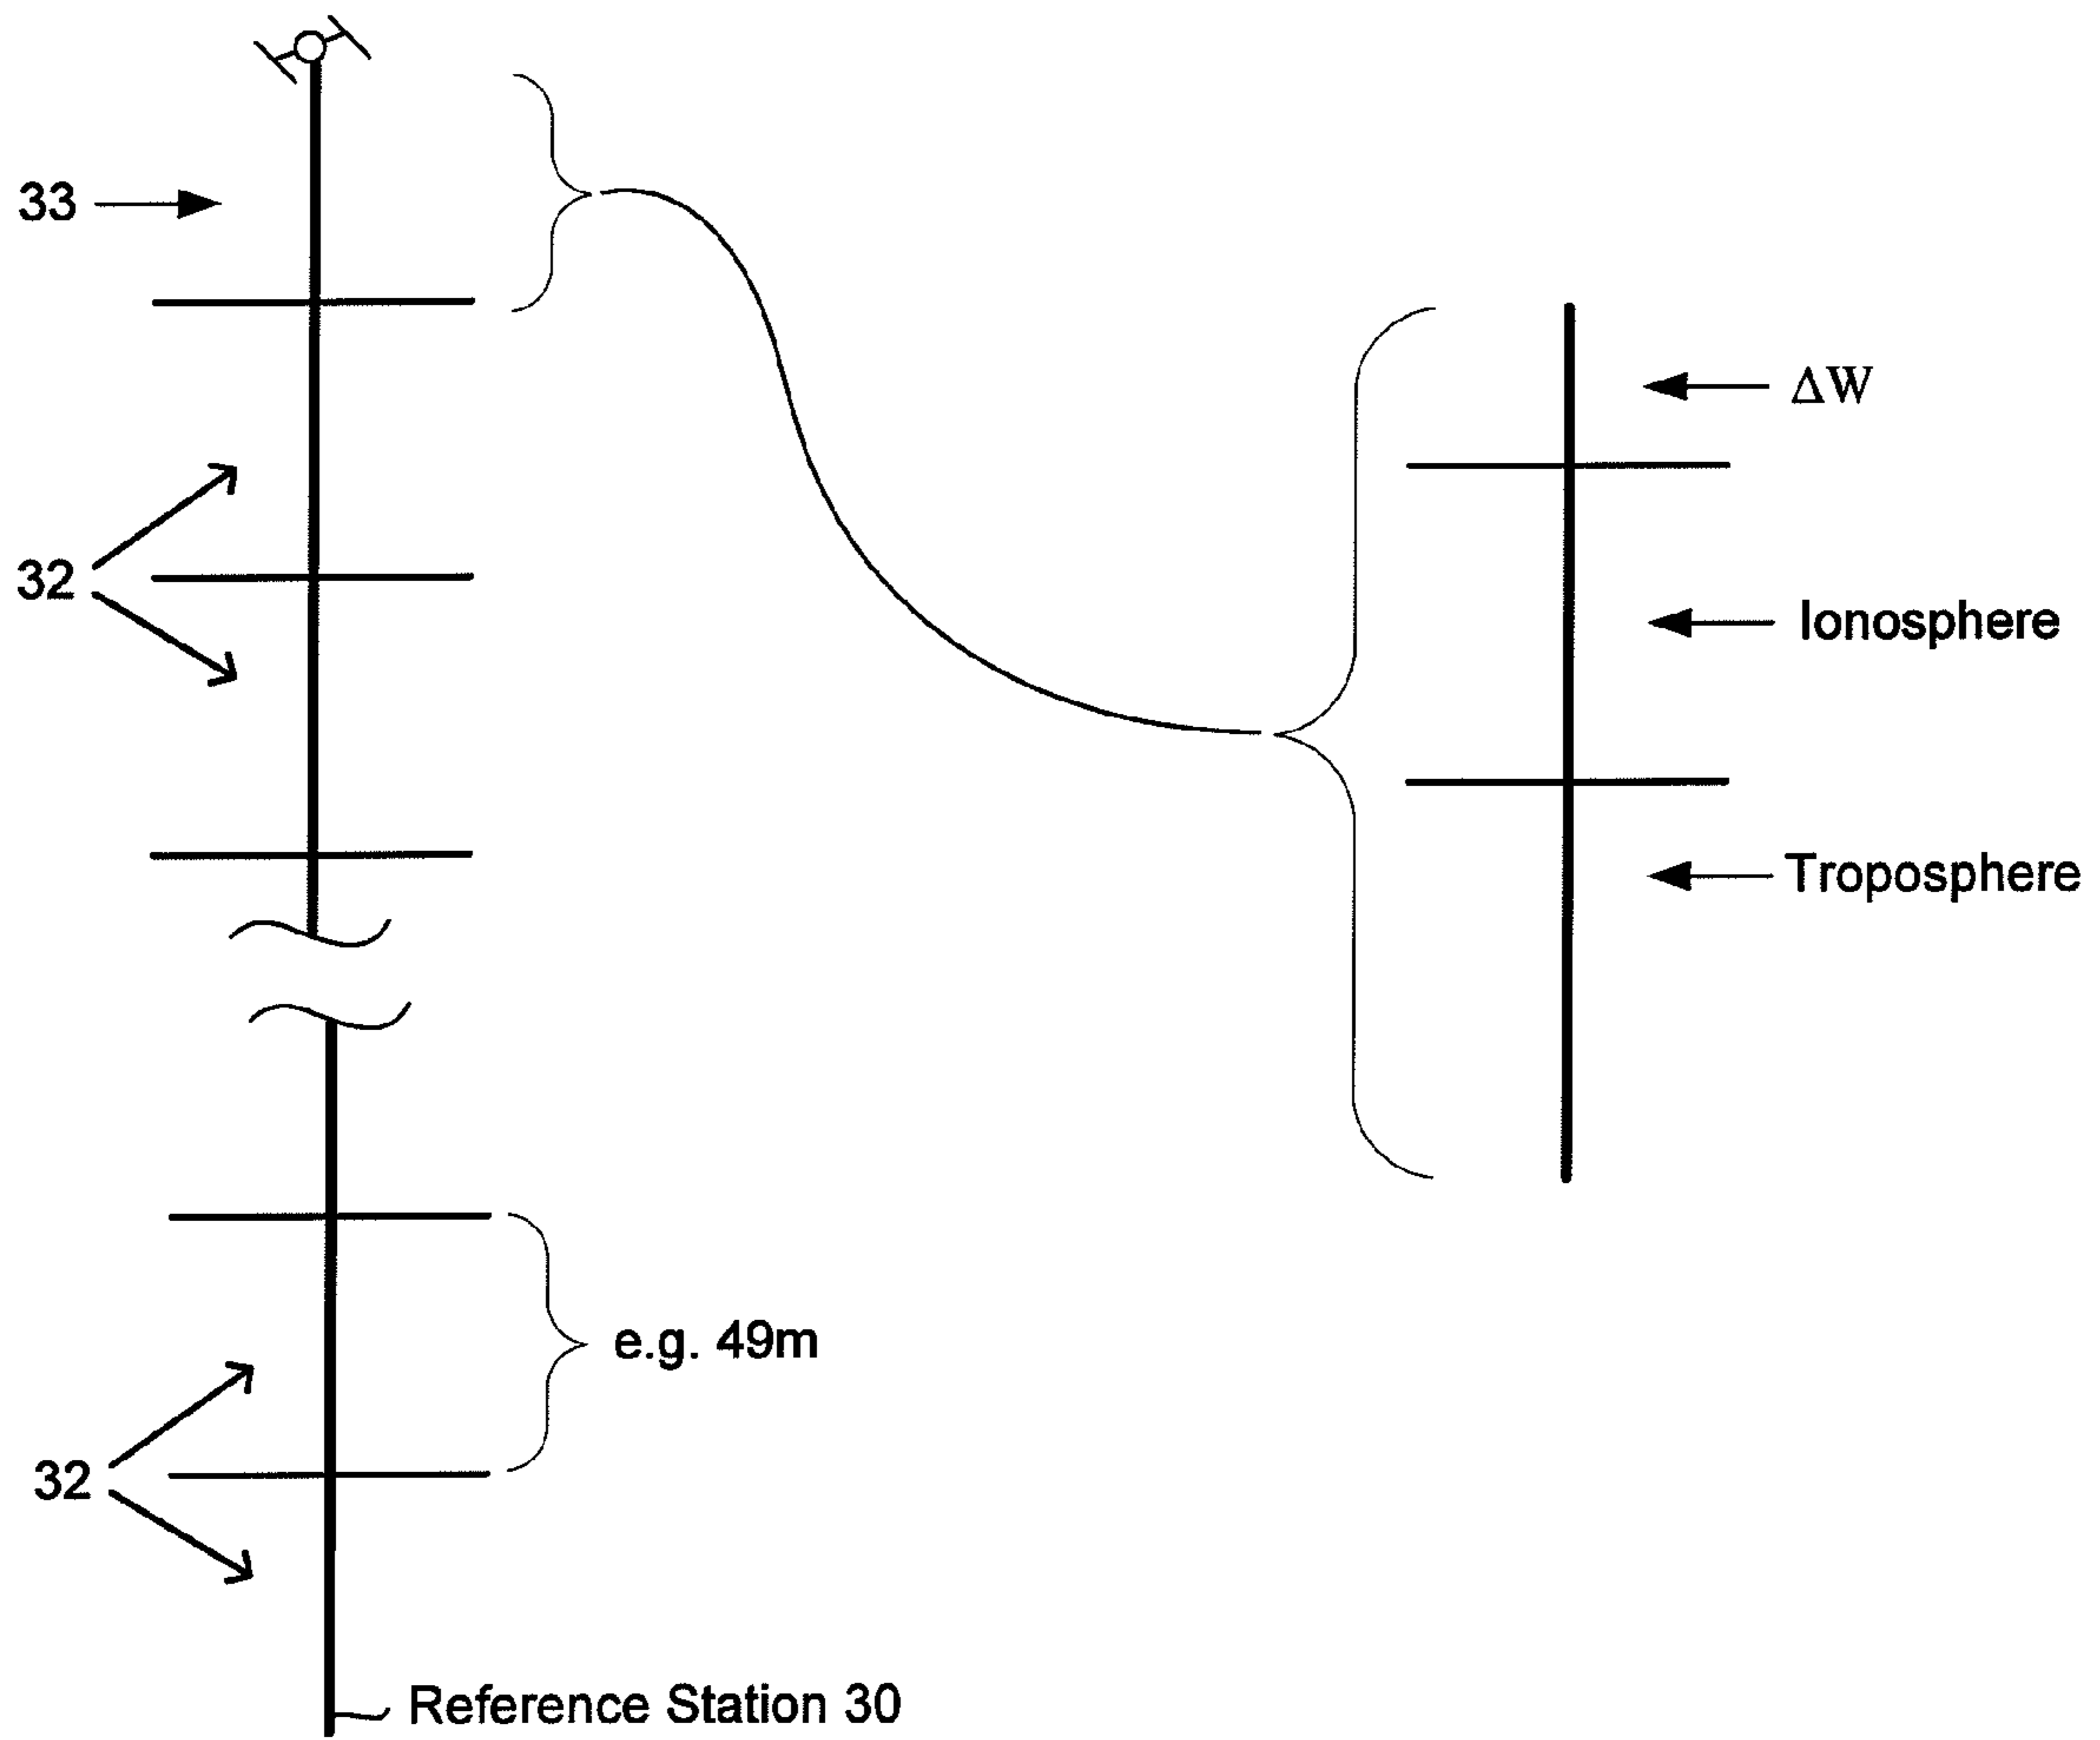 33
ΔW
32
Ionosphere
Troposphere
e.g. 49m
32
Reference Station 30